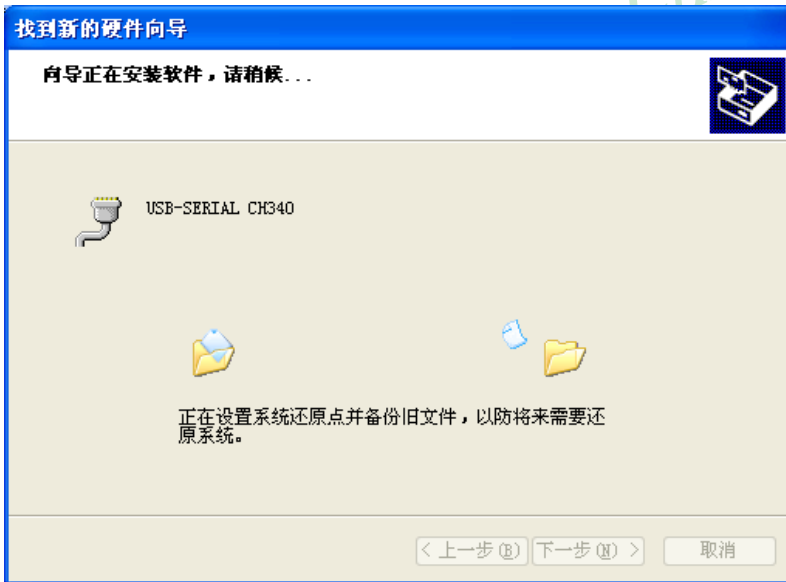 找到新的硬件向导
向导正在安装软件，请稍候...
USB-SERIAL CH340
正在设置系统还原点并备份旧文件，以防将来需要还
原系统。
< 上一步(B) 下一步(N) > 取消